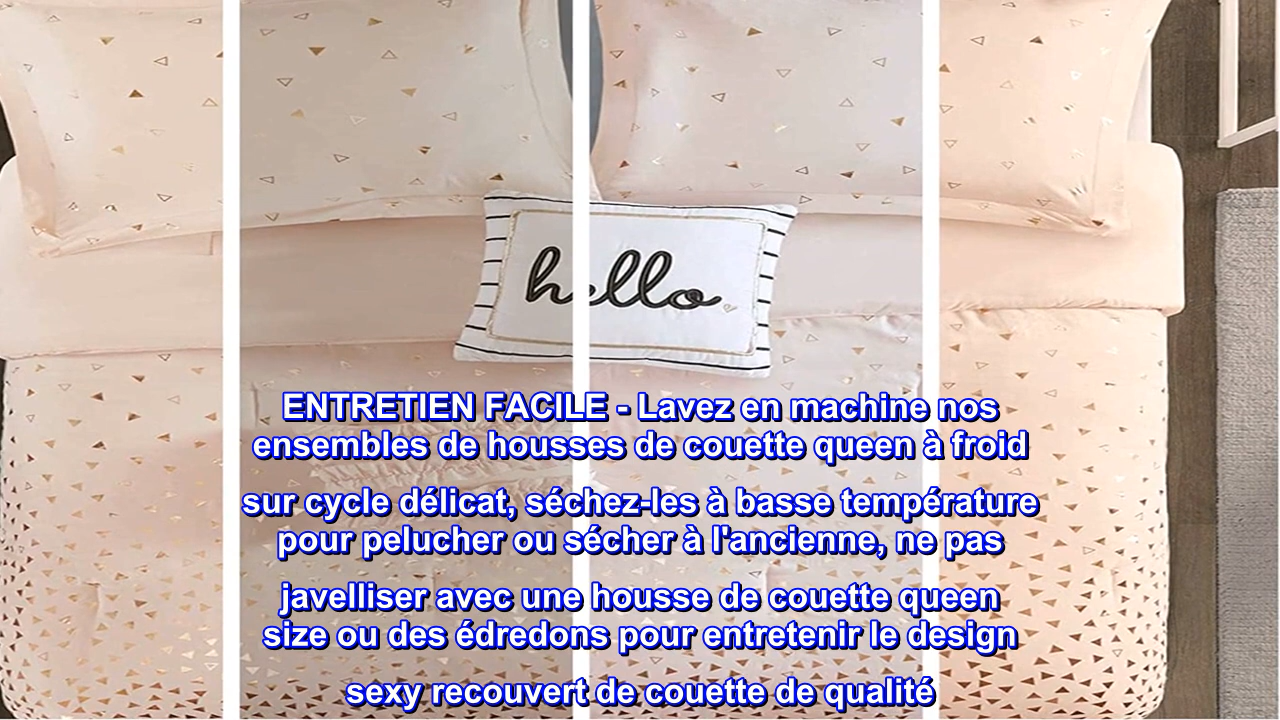 hello
ENTRETIEN FACILE - Lavez en machine nos
ensembles de housses de couette queen à froid
sur cycle délicat, séchez-les à basse température
pour pelucher ou sécher à l'ancienne, ne pas
javelliser avec une housse de couette queen
size ou des édredons pour entretenir le design
sexy recouvert de couette de qualité